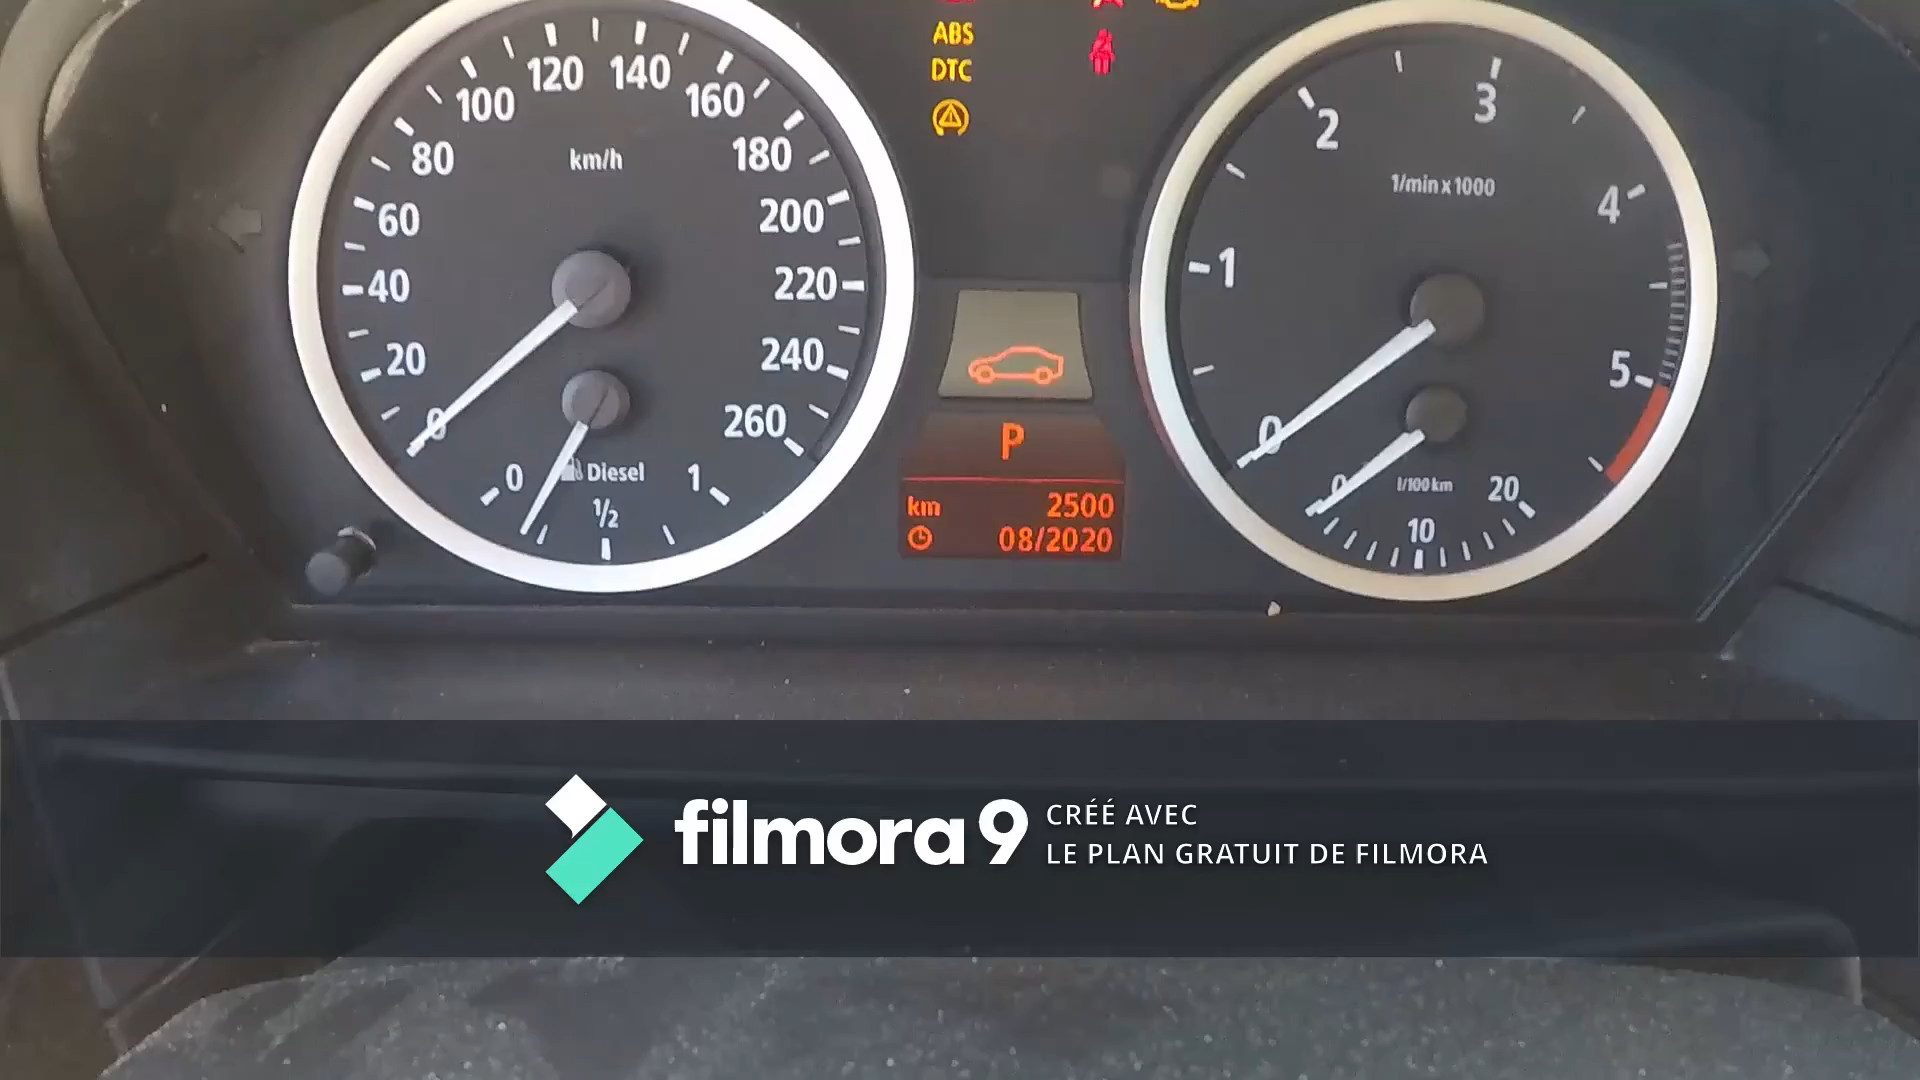 ABS
DTC
0
20
40
60
80
100
120
140
160
180
200
220
240
260
km/h
0
1/2
1
Diesel
P
km 2500
08/2020
0
1
2
3
4
5
1/min x 1000
0
10
20
l/100 km
filmora 9
CRÉÉ AVEC
LE PLAN GRATUIT DE FILMORA